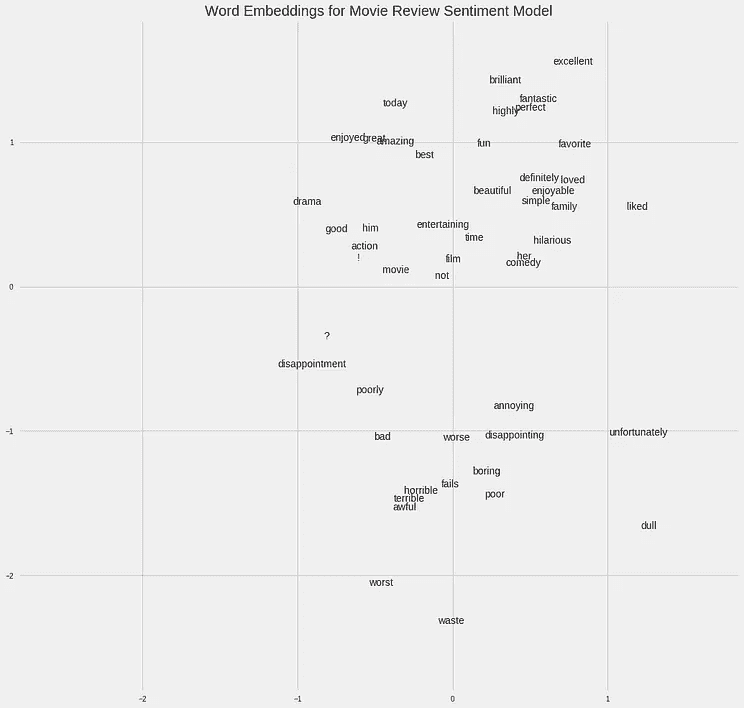 Word Embeddings for Movie Review Sentiment Model
excellent
brilliant
fantastic
today
perfect
highly
enjoyed
great
amazing
fun
favorite
1
best
definitely
loved
beautiful
enjoyable
drama
simple
family
liked
entertaining
good
him
time
hilarious
action
her
!
film
comedy
movie
not
0
?
disappointment
poorly
annoying
−1
bad
worse
disappointing
unfortunately
boring
fails
horrible
poor
terrible
awful
dull
−2
worst
waste
−2
−1
0
1